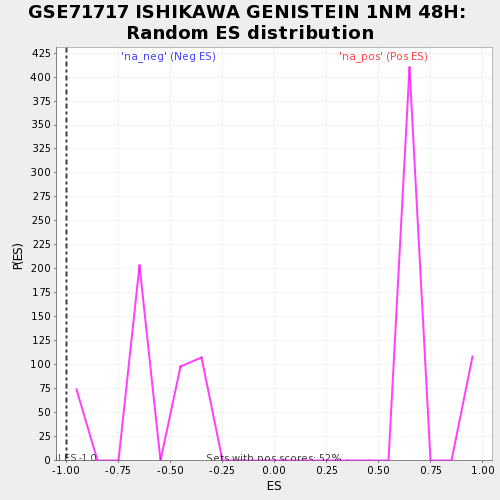 GSE71717 ISHIKAWA GENISTEIN 1NM 48H:
Random ES distribution
'na_neg' (Neg ES)
'na_pos' (Pos ES)
425
400
375
350
325
300
275
250
225
200
175
150
125
100
75
50
25
0
P(ES)
ES -1.0
Sets with pos scores: 52%
-1.00 -0.75 -0.50 -0.25 0.00 0.25 0.50 0.75 1.00
ES